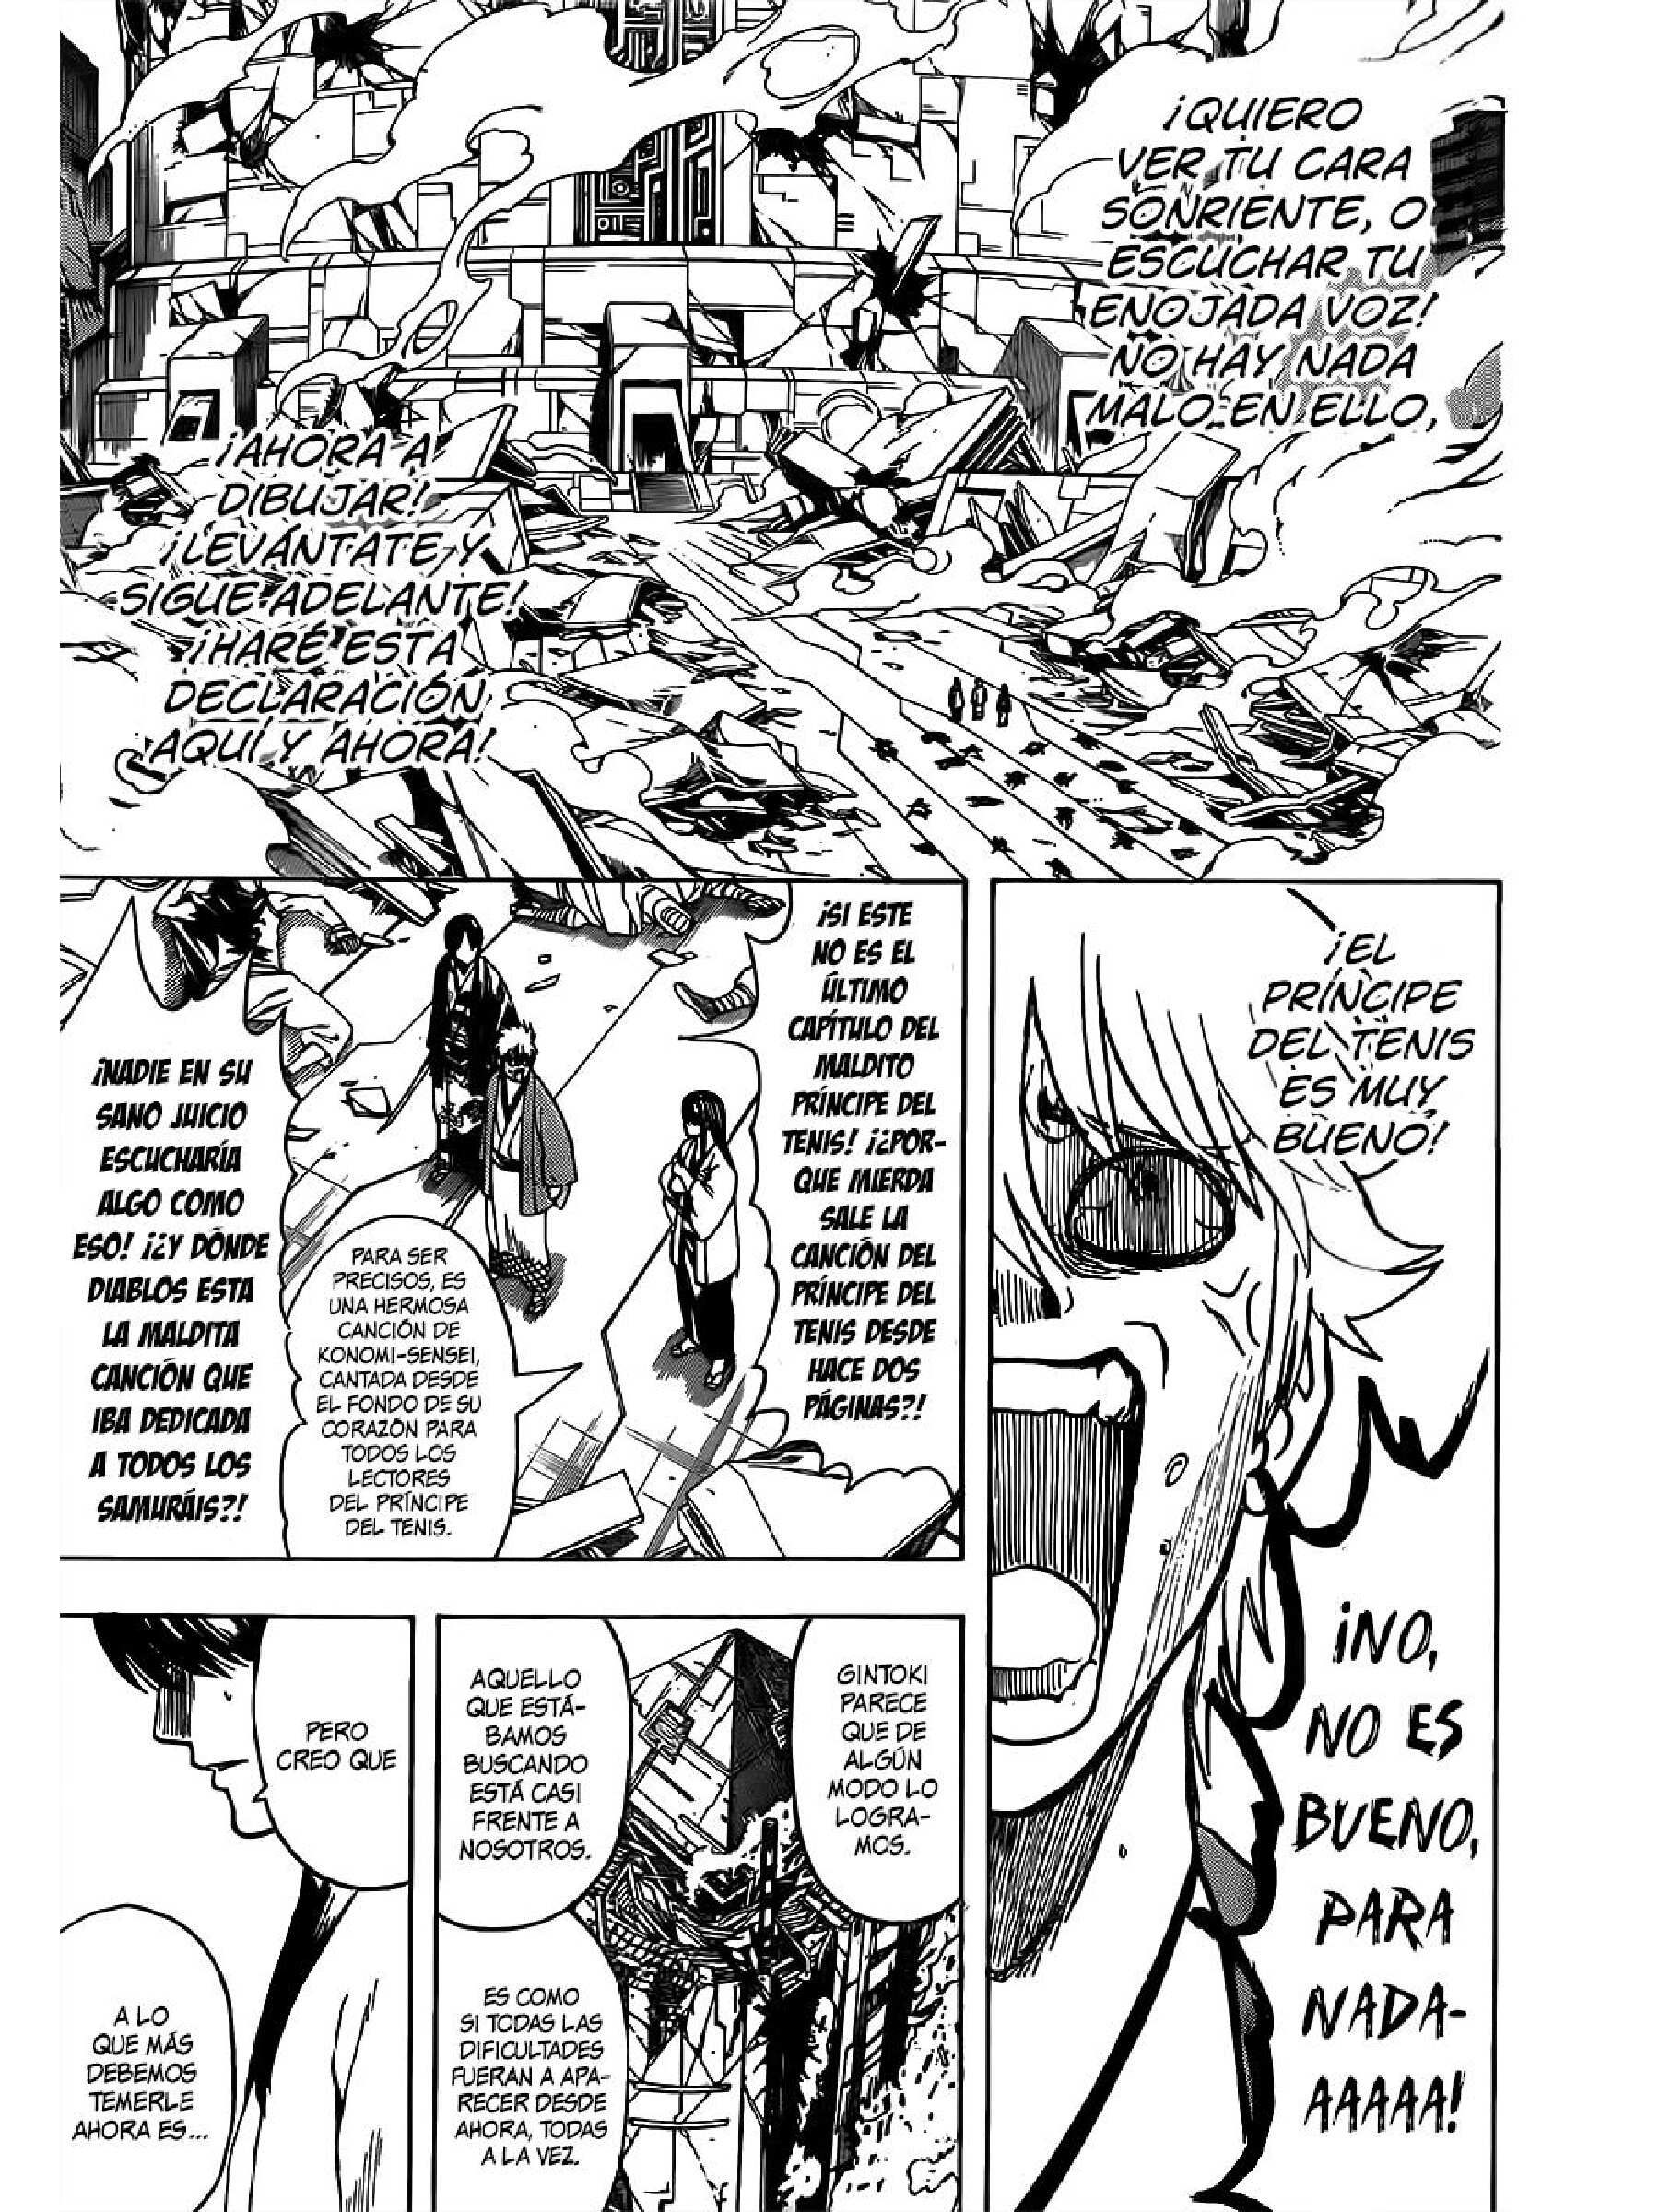 ¡QUIERO
VER TU CARA
SONRIENTE, O
ESCUCHAR TU
ENOJADA VOZ!
NO HAY NADA
MALO EN ELLO,
¡AHORA A
DIBUJAR!
¡LEVÁNTATE Y
SIGUE ADELANTE!
¡HARÉ ESTA
DECLARACIÓN
AQUÍ Y AHORA!
¡EL
PRÍNCIPE
DEL TENIS
ES MUY
BUENO!
¡NO,
NO ES
BUENO,
PARA
NADA-
AAAAA!
¡SI ESTE
NO ES EL
ÚLTIMO
CAPÍTULO DEL
MALDITO
PRÍNCIPE DEL
TENIS! ¡¿POR-
QUE MIERDA
SALE LA
CANCIÓN DEL
PRÍNCIPE DEL
TENIS DESDE
HACE DOS
PÁGINAS?!
PARA SER
PRECISOS, ES
UNA HERMOSA
CANCIÓN DE
KONOMI-SENSEI,
CANTADA DESDE
EL FONDO DE SU
CORAZÓN PARA
TODOS LOS
LECTORES
DEL PRÍNCIPE
DEL TENIS.
¡NADIE EN SU
SANO JUICIO
ESCUCHARÍA
ALGO COMO
ESO! ¡¿Y DÓNDE
DIABLOS ESTA
LA MALDITA
CANCIÓN QUE
IBA DEDICADA
A TODOS LOS
SAMURÁIS?!
GINTOKI
PARECE
QUE DE
ALGÚN
MODO LO
LOGRA-
MOS.
AQUELLO
QUE ESTÁ-
BAMOS
BUSCANDO
ESTÁ CASI
FRENTE A
NOSOTROS.
ES COMO
SI TODAS LAS
DIFICULTADES
FUERAN A APA-
RECER DESDE
AHORA, TODAS
A LA VEZ.
PERO
CREO QUE
A LO
QUE MÁS
DEBEMOS
TEMERLE
AHORA ES...